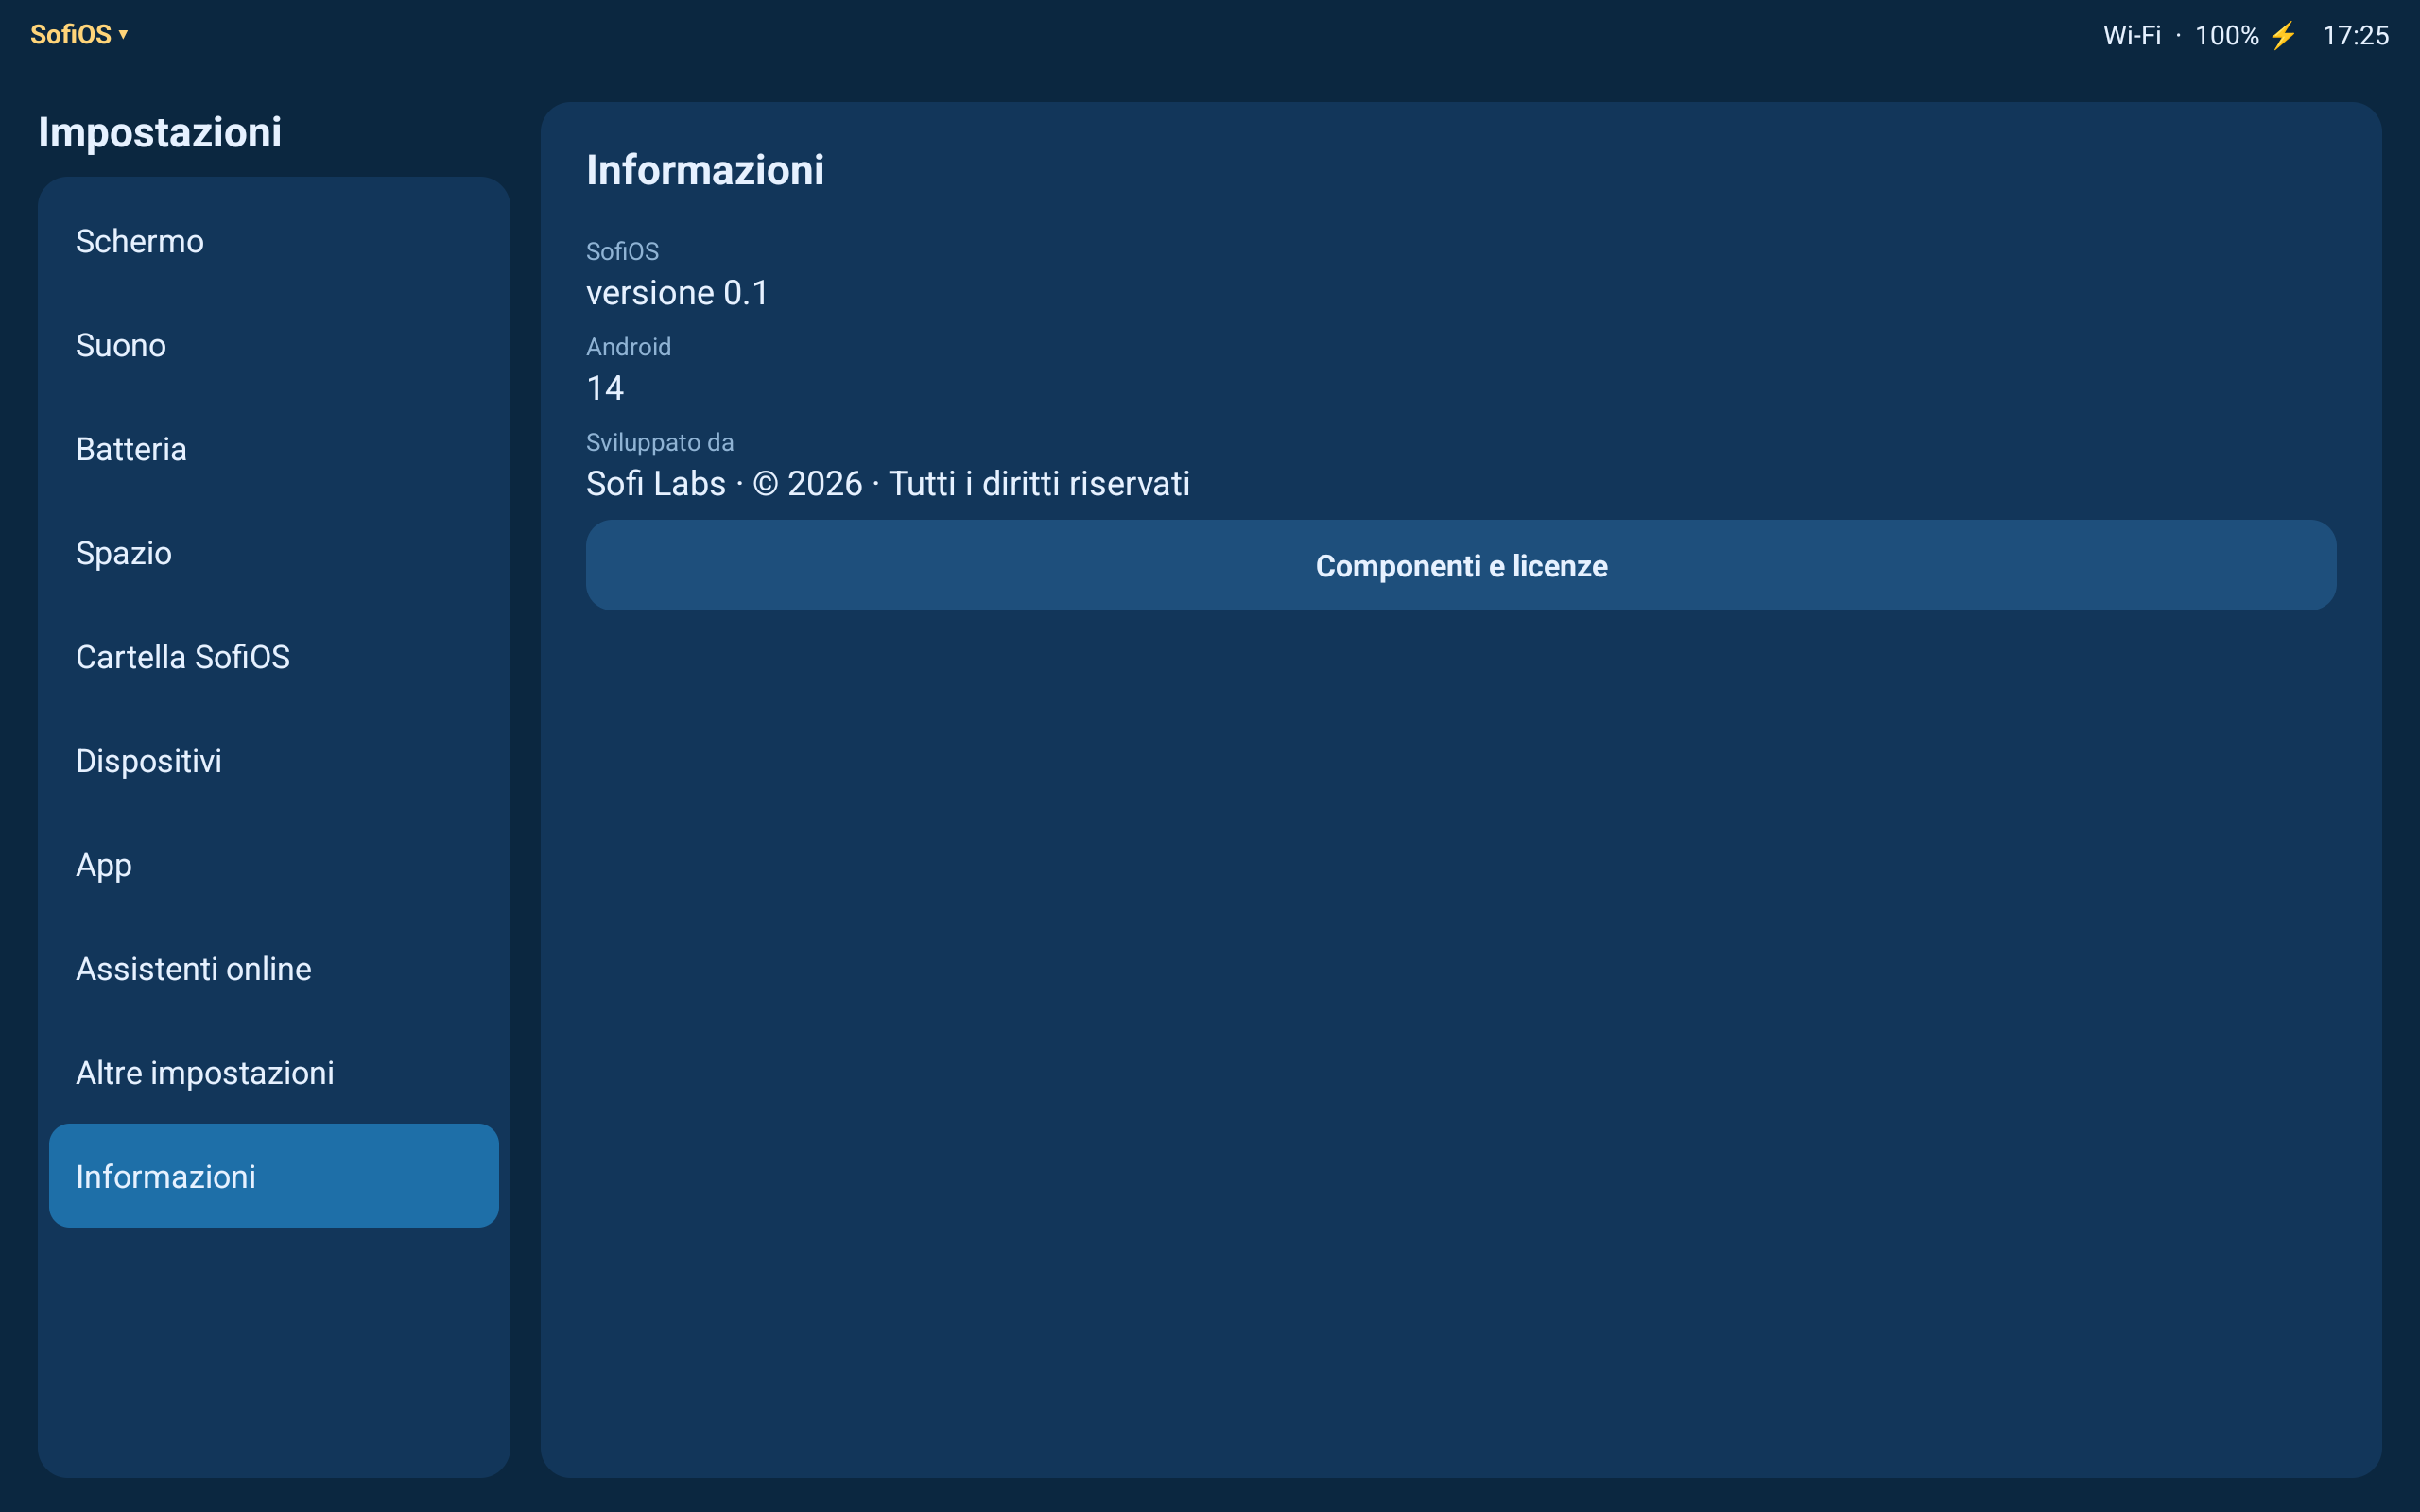 SofiOS ▾
Wi-Fi · 100% ⚡ 17:25
Impostazioni
Schermo
Suono
Batteria
Spazio
Cartella SofiOS
Dispositivi
App
Assistenti online
Altre impostazioni
Informazioni
Informazioni
SofiOS
versione 0.1
Android
14
Sviluppato da
Sofi Labs · © 2026 · Tutti i diritti riservati
Componenti e licenze